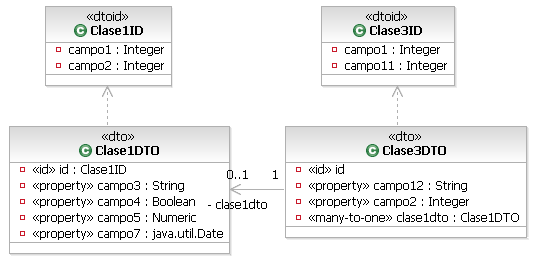 «dtoid»
Clase1ID
campo1 : Integer
campo2 : Integer
«dtoid»
Clase3ID
campo1 : Integer
campo11 : Integer
«dto»
Clase1DTO
«id» id : Clase1ID
«property» campo3 : String
«property» campo4 : Boolean
«property» campo5 : Numeric
«property» campo7 : java.util.Date
0..1 1
- clase1dto
«dto»
Clase3DTO
«id» id
«property» campo12 : String
«property» campo2 : Integer
«many-to-one» clase1dto : Clase1DTO